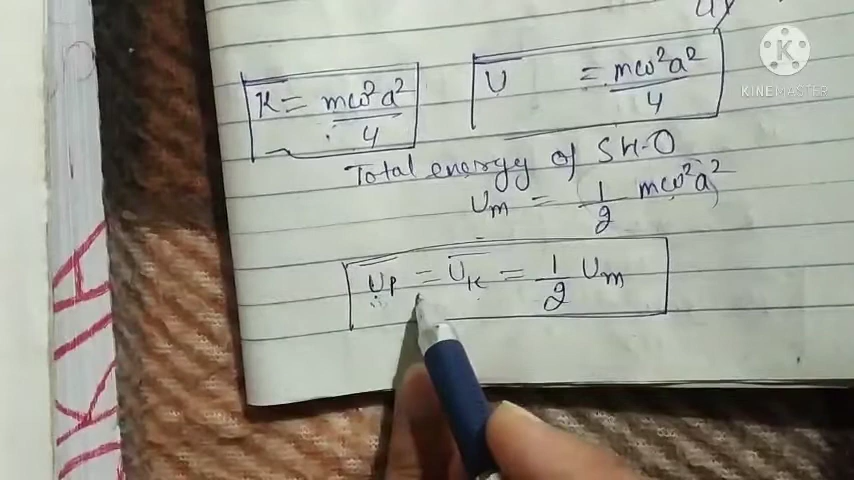 K = mω²a²/4 U = mω²a²/4
KINEMASTER
Total energy of SHO
Um = 1/2 mω²a²
UP = UK = 1/2 Um